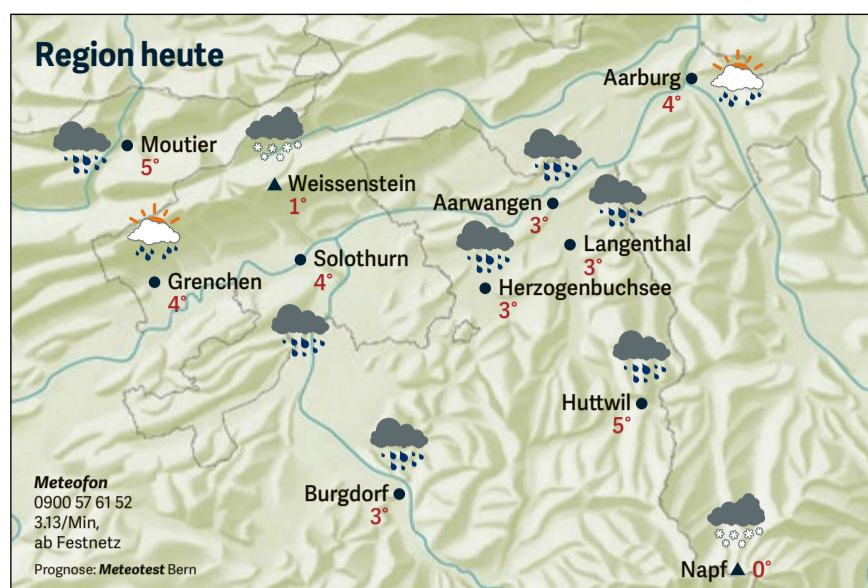 Region heute
Aarburg
4°
Moutier
5°
Weissenstein
1°
Aarwangen
3°
Langenthal
3°
Solothurn
4°
Grenchen
4°
Herzogenbuchsee
3°
Huttwil
5°
Burgdorf
3°
Napf 0°
Meteofon
0900 57 61 52
3.13/Min,
ab Festnetz
Prognose: Meteotest Bern